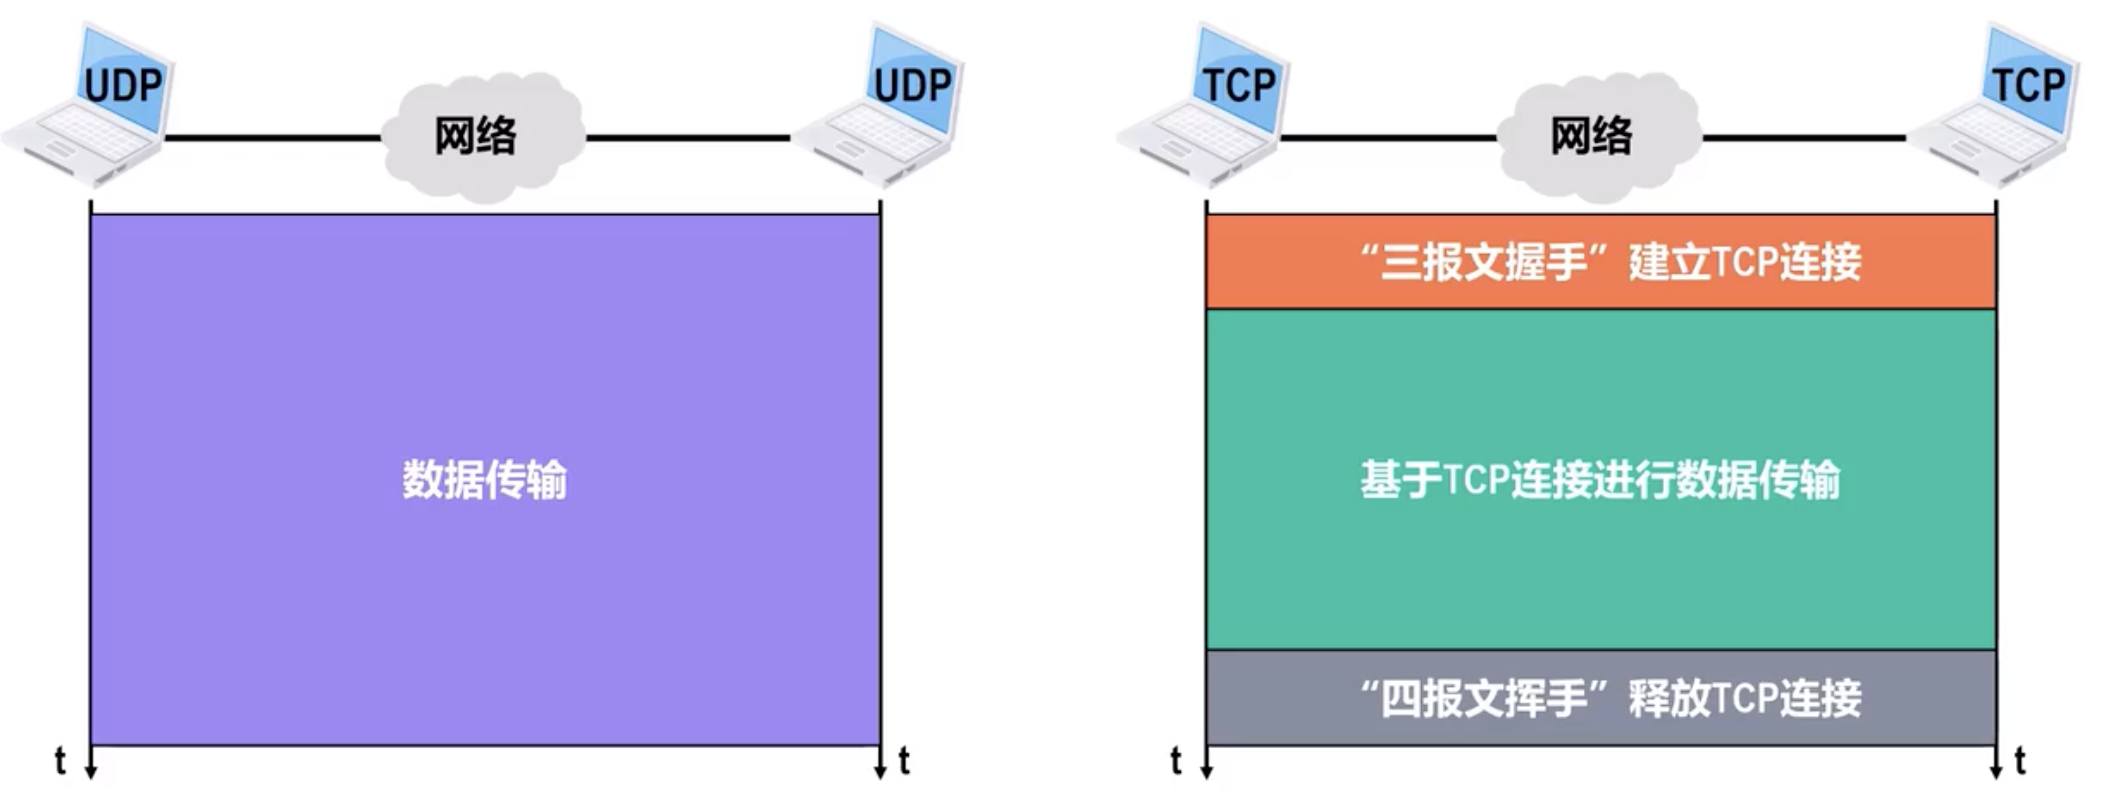 UDP
网络
UDP
数据传输
t
t
TCP
网络
TCP
“三报文握手”建立TCP连接
基于TCP连接进行数据传输
“四报文挥手”释放TCP连接
t
t